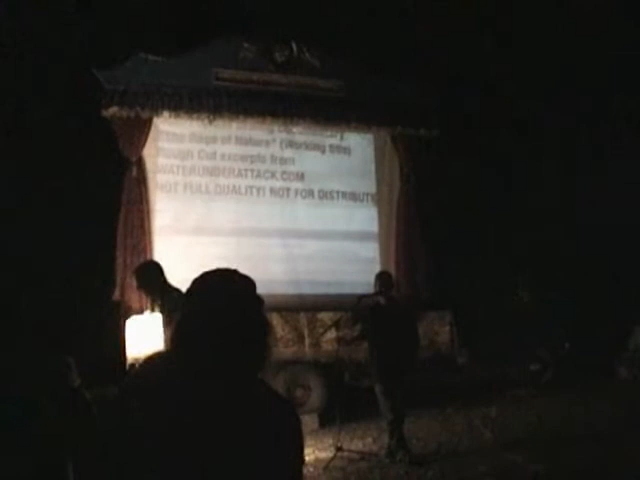 "The Rage of Nature" (Working title)
Rough Cut excerpts from
WATERUNDERATTACK.COM
NOT FULL QUALITY! NOT FOR DISTRIBUTI